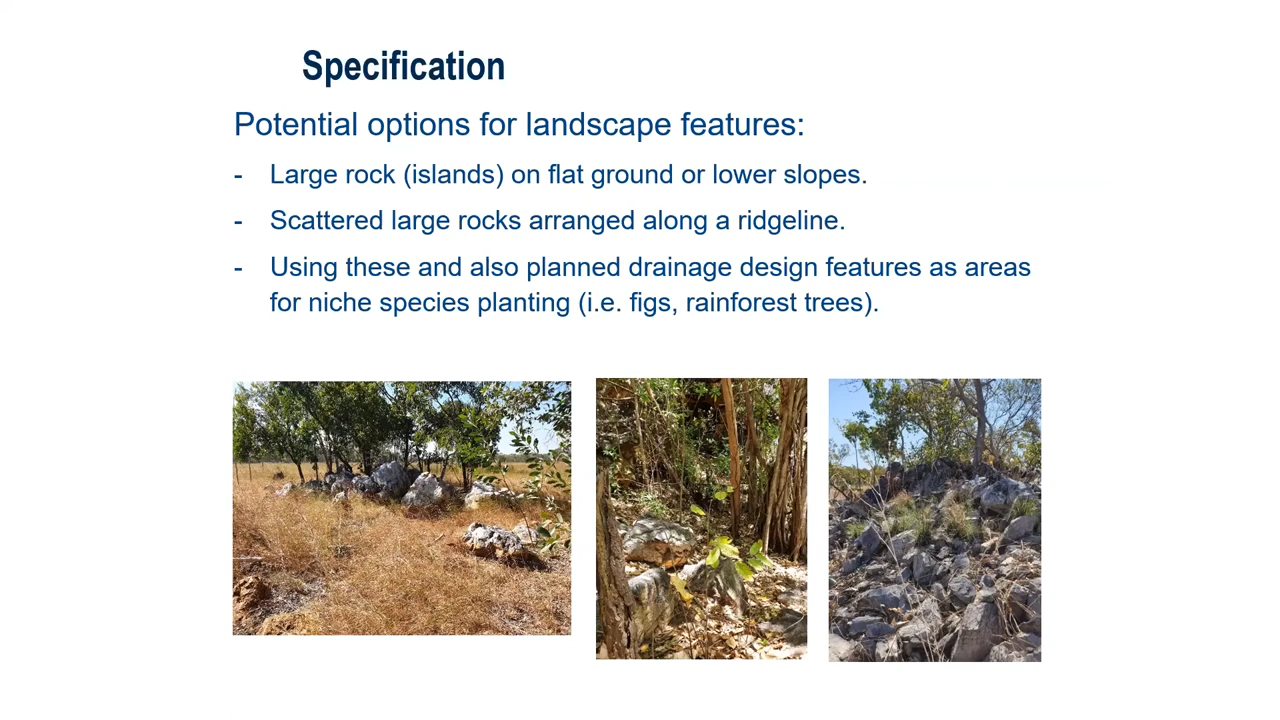 Specification
Potential options for landscape features:
- Large rock (islands) on flat ground or lower slopes.
- Scattered large rocks arranged along a ridgeline.
- Using these and also planned drainage design features as areas
for niche species planting (i.e. figs, rainforest trees).